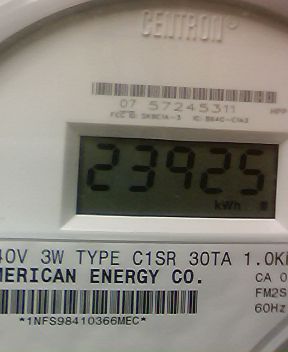 CENTRON
07 57245311
23925
kWh
40V 3W TYPE C1SR 30TA 1.0K
MERICAN ENERGY CO.
CA 0
FM2S
60Hz
*1NFS98410366MEC*